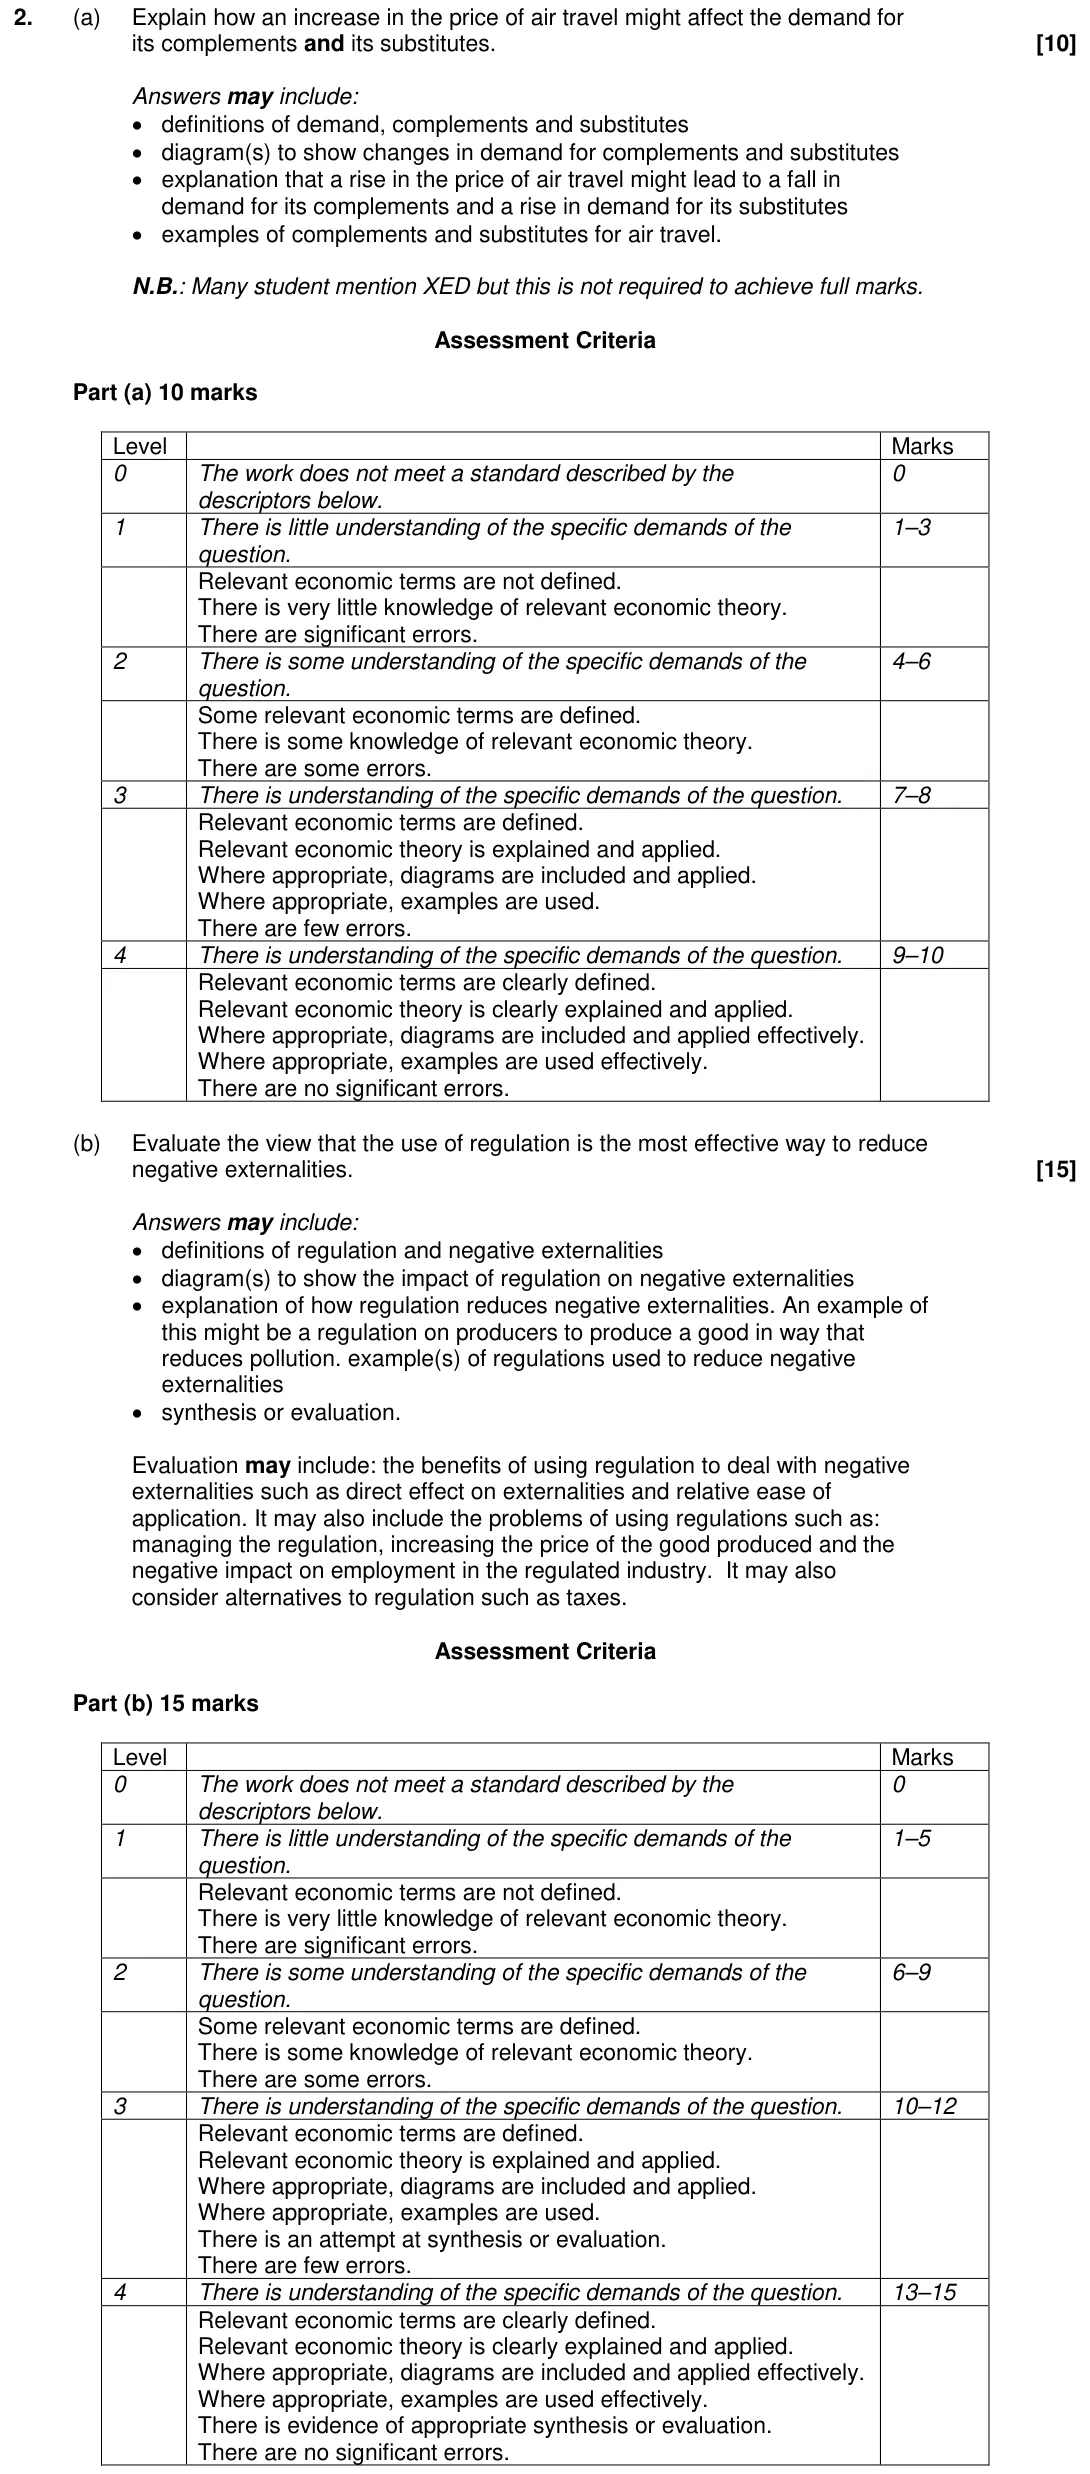 2. (a) Explain how an increase in the price of air travel might affect the demand for
its complements and its substitutes. [10]
Answers may include:
• definitions of demand, complements and substitutes
• diagram(s) to show changes in demand for complements and substitutes
• explanation that a rise in the price of air travel might lead to a fall in
demand for its complements and a rise in demand for its substitutes
• examples of complements and substitutes for air travel.
N.B.: Many student mention XED but this is not required to achieve full marks.
Assessment Criteria
Part (a) 10 marks
Level Marks
0 The work does not meet a standard described by the 0
descriptors below.
1 There is little understanding of the specific demands of the 1–3
question.
Relevant economic terms are not defined.
There is very little knowledge of relevant economic theory.
There are significant errors.
2 There is some understanding of the specific demands of the 4–6
question.
Some relevant economic terms are defined.
There is some knowledge of relevant economic theory.
There are some errors.
3 There is understanding of the specific demands of the question. 7–8
Relevant economic terms are defined.
Relevant economic theory is explained and applied.
Where appropriate, diagrams are included and applied.
Where appropriate, examples are used.
There are few errors.
4 There is understanding of the specific demands of the question. 9–10
Relevant economic terms are clearly defined.
Relevant economic theory is clearly explained and applied.
Where appropriate, diagrams are included and applied effectively.
Where appropriate, examples are used effectively.
There are no significant errors.
(b) Evaluate the view that the use of regulation is the most effective way to reduce
negative externalities. [15]
Answers may include:
• definitions of regulation and negative externalities
• diagram(s) to show the impact of regulation on negative externalities
• explanation of how regulation reduces negative externalities. An example of
this might be a regulation on producers to produce a good in way that
reduces pollution. example(s) of regulations used to reduce negative
externalities
• synthesis or evaluation.
Evaluation may include: the benefits of using regulation to deal with negative
externalities such as direct effect on externalities and relative ease of
application. It may also include the problems of using regulations such as:
managing the regulation, increasing the price of the good produced and the
negative impact on employment in the regulated industry. It may also
consider alternatives to regulation such as taxes.
Assessment Criteria
Part (b) 15 marks
Level Marks
0 The work does not meet a standard described by the 0
descriptors below.
1 There is little understanding of the specific demands of the 1–5
question.
Relevant economic terms are not defined.
There is very little knowledge of relevant economic theory.
There are significant errors.
2 There is some understanding of the specific demands of the 6–9
question.
Some relevant economic terms are defined.
There is some knowledge of relevant economic theory.
There are some errors.
3 There is understanding of the specific demands of the question. 10–12
Relevant economic terms are defined.
Relevant economic theory is explained and applied.
Where appropriate, diagrams are included and applied.
Where appropriate, examples are used.
There is an attempt at synthesis or evaluation.
There are few errors.
4 There is understanding of the specific demands of the question. 13–15
Relevant economic terms are clearly defined.
Relevant economic theory is clearly explained and applied.
Where appropriate, diagrams are included and applied effectively.
Where appropriate, examples are used effectively.
There is evidence of appropriate synthesis or evaluation.
There are no significant errors.